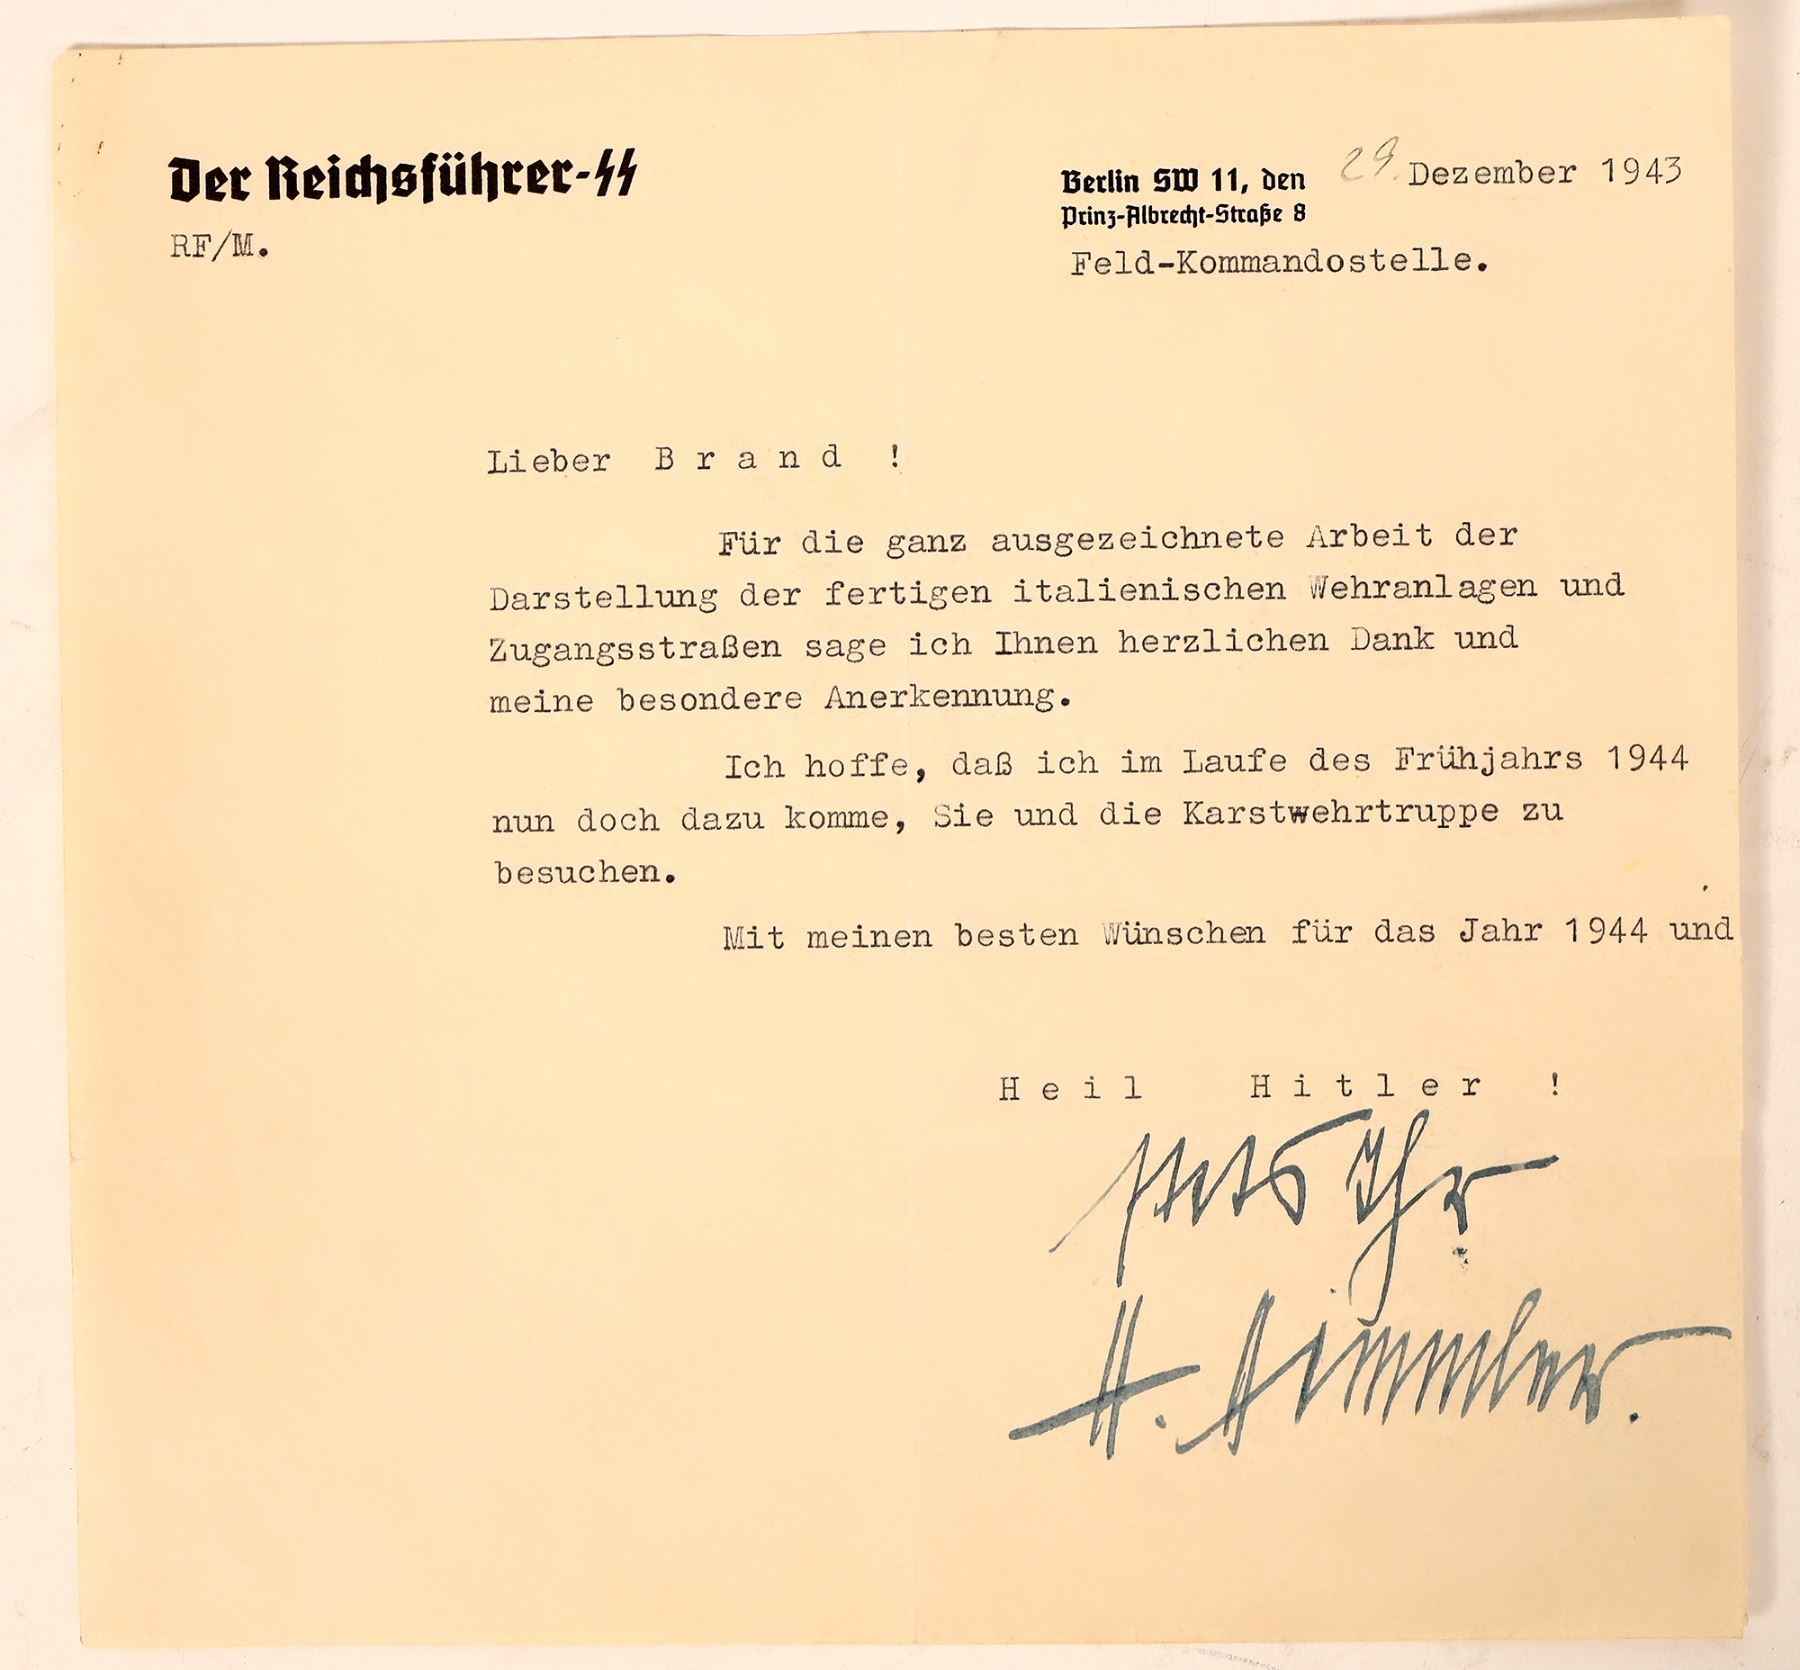 Der Reichsführer-SS
RF/M.
Berlin SW 11, den 29. Dezember 1943
Prinz-Albrecht-Straße 8
Feld-Kommandostelle.
Lieber B r a n d !
Für die ganz ausgezeichnete Arbeit der
Darstellung der fertigen italienischen Wehranlagen und
Zugangsstraßen sage ich Ihnen herzlichen Dank und
meine besondere Anerkennung.
Ich hoffe, daß ich im Laufe des Frühjahrs 1944
nun doch dazu komme, Sie und die Karstwehrtruppe zu
besuchen.
Mit meinen besten Wünschen für das Jahr 1944 und
H e i l H i t l e r !
stets Ihr
H. Himmler.